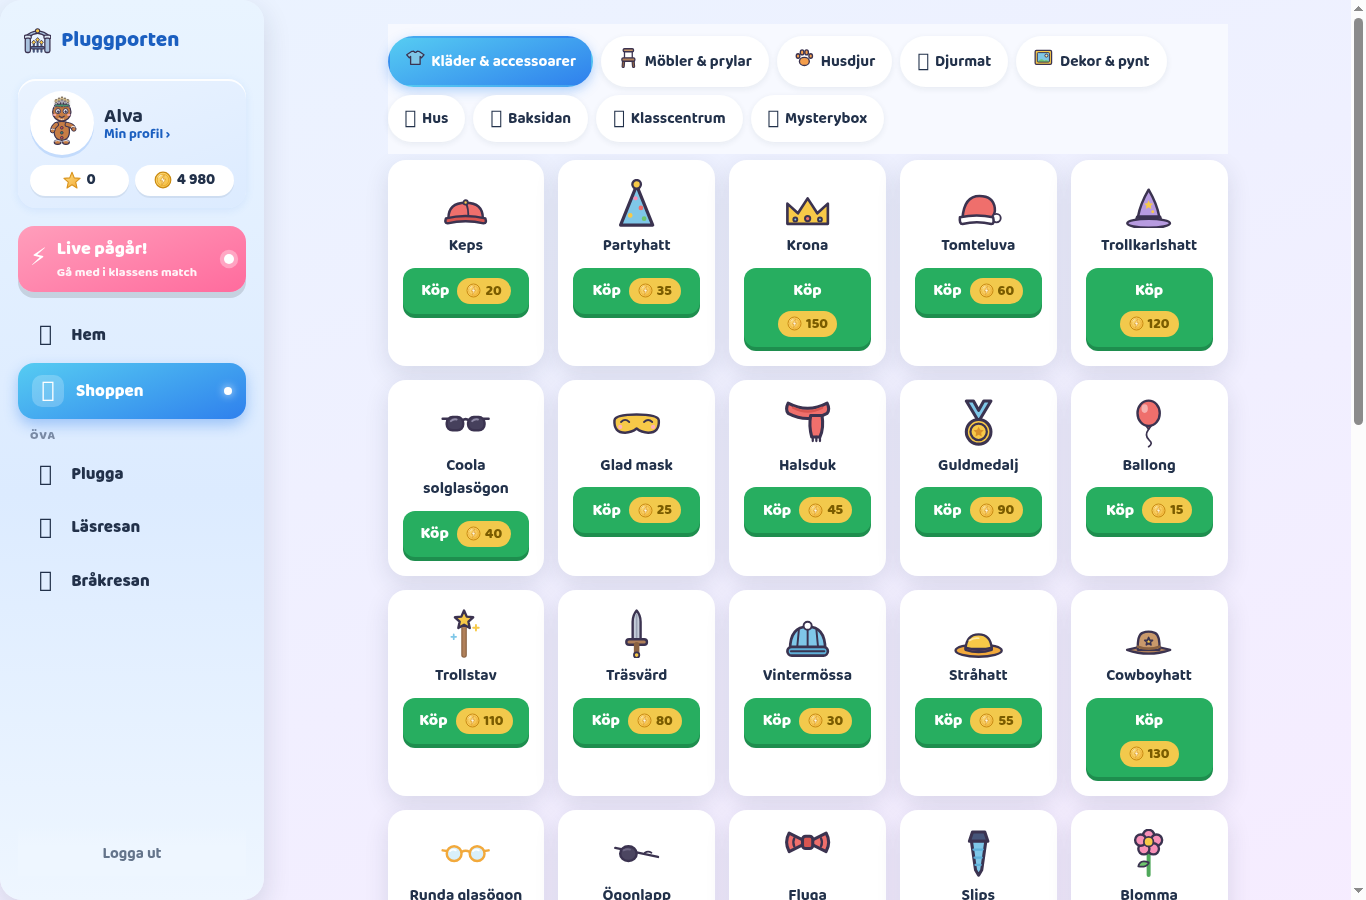 Pluggporten
Alva
Min profil ›
0
4 980
Live pågår!
Gå med i klassens match
Hem
Shoppen
ÖVA
Plugga
Läsresan
Bråkresan
Logga ut
Kläder & accessoarer
Möbler & prylar
Husdjur
Djurmat
Dekor & pynt
Hus
Baksidan
Klasscentrum
Mysterybox
Keps
Köp 20
Partyhatt
Köp 35
Krona
Köp
150
Tomteluva
Köp 60
Trollkarlshatt
Köp
120
Coola
solglasögon
Köp 40
Glad mask
Köp 25
Halsduk
Köp 45
Guldmedalj
Köp 90
Ballong
Köp 15
Trollstav
Köp 110
Träsvärd
Köp 80
Vintermössa
Köp 30
Stråhatt
Köp 55
Cowboyhatt
Köp
130
Runda glasögon
Ögonlapp
Fluga
Slips
Blomma